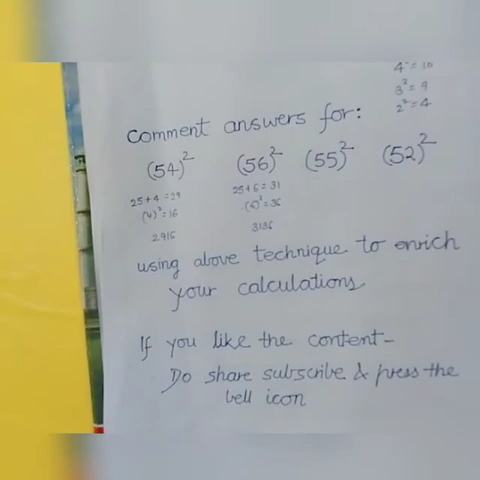 4² = 16
3² = 9
2² = 4
Comment answers for:
(54)² (56)² (55)² (52)²
25+4 = 29 25+6 = 31
(4)² = 16 (6)² = 36
2916 3136
using above technique to enrich
your calculations
If you like the content-
Do share subscribe & press the
bell icon